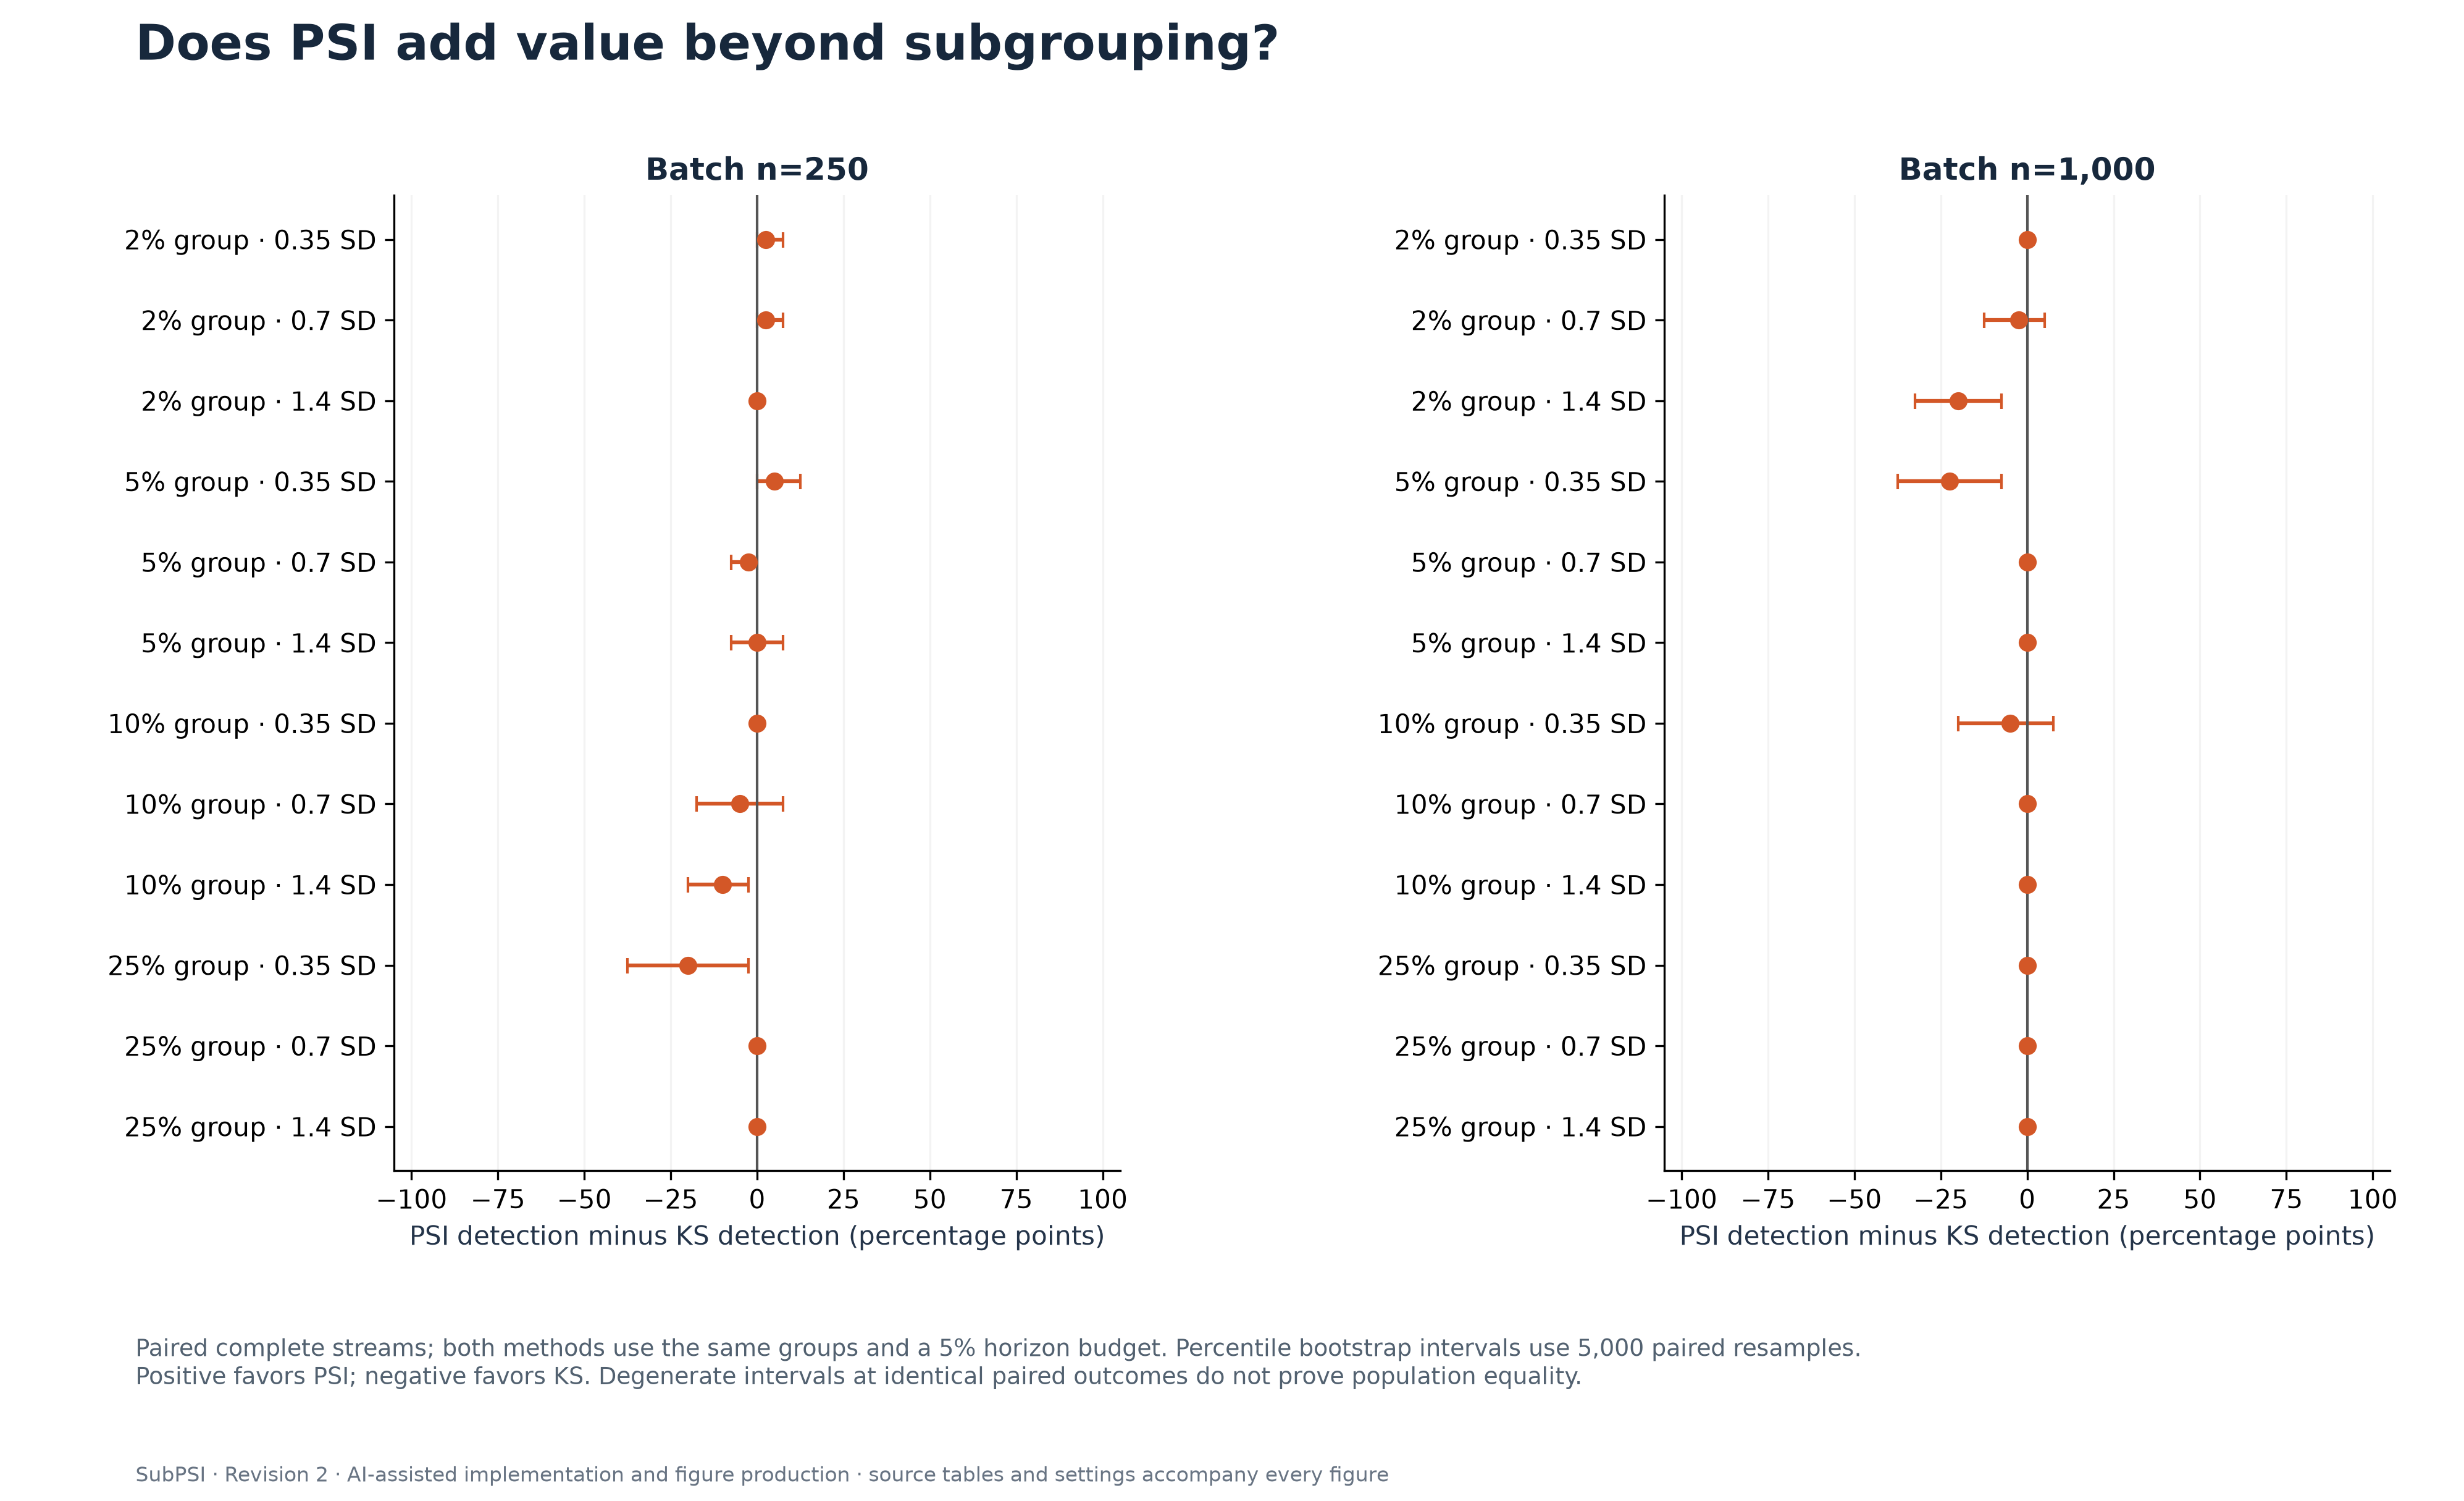 Does PSI add value beyond subgrouping?
Batch n=250
2% group · 0.35 SD
2% group · 0.7 SD
2% group · 1.4 SD
5% group · 0.35 SD
5% group · 0.7 SD
5% group · 1.4 SD
10% group · 0.35 SD
10% group · 0.7 SD
10% group · 1.4 SD
25% group · 0.35 SD
25% group · 0.7 SD
25% group · 1.4 SD
−100 −75 −50 −25 0 25 50 75 100
PSI detection minus KS detection (percentage points)
Batch n=1,000
2% group · 0.35 SD
2% group · 0.7 SD
2% group · 1.4 SD
5% group · 0.35 SD
5% group · 0.7 SD
5% group · 1.4 SD
10% group · 0.35 SD
10% group · 0.7 SD
10% group · 1.4 SD
25% group · 0.35 SD
25% group · 0.7 SD
25% group · 1.4 SD
−100 −75 −50 −25 0 25 50 75 100
PSI detection minus KS detection (percentage points)
Paired complete streams; both methods use the same groups and a 5% horizon budget. Percentile bootstrap intervals use 5,000 paired resamples.
Positive favors PSI; negative favors KS. Degenerate intervals at identical paired outcomes do not prove population equality.
SubPSI · Revision 2 · AI-assisted implementation and figure production · source tables and settings accompany every figure